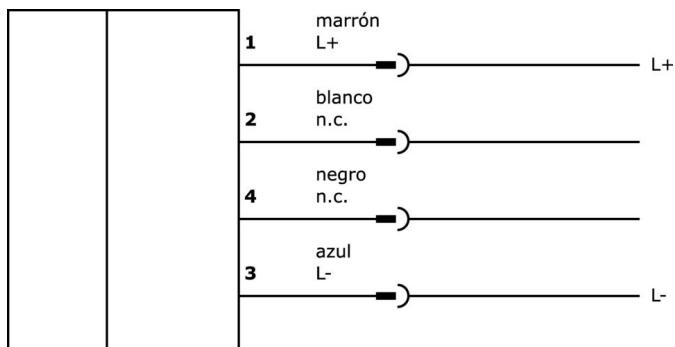 marrón
1 L+
L+
blanco
2 n.c.
negro
4 n.c.
azul
3 L-
L-